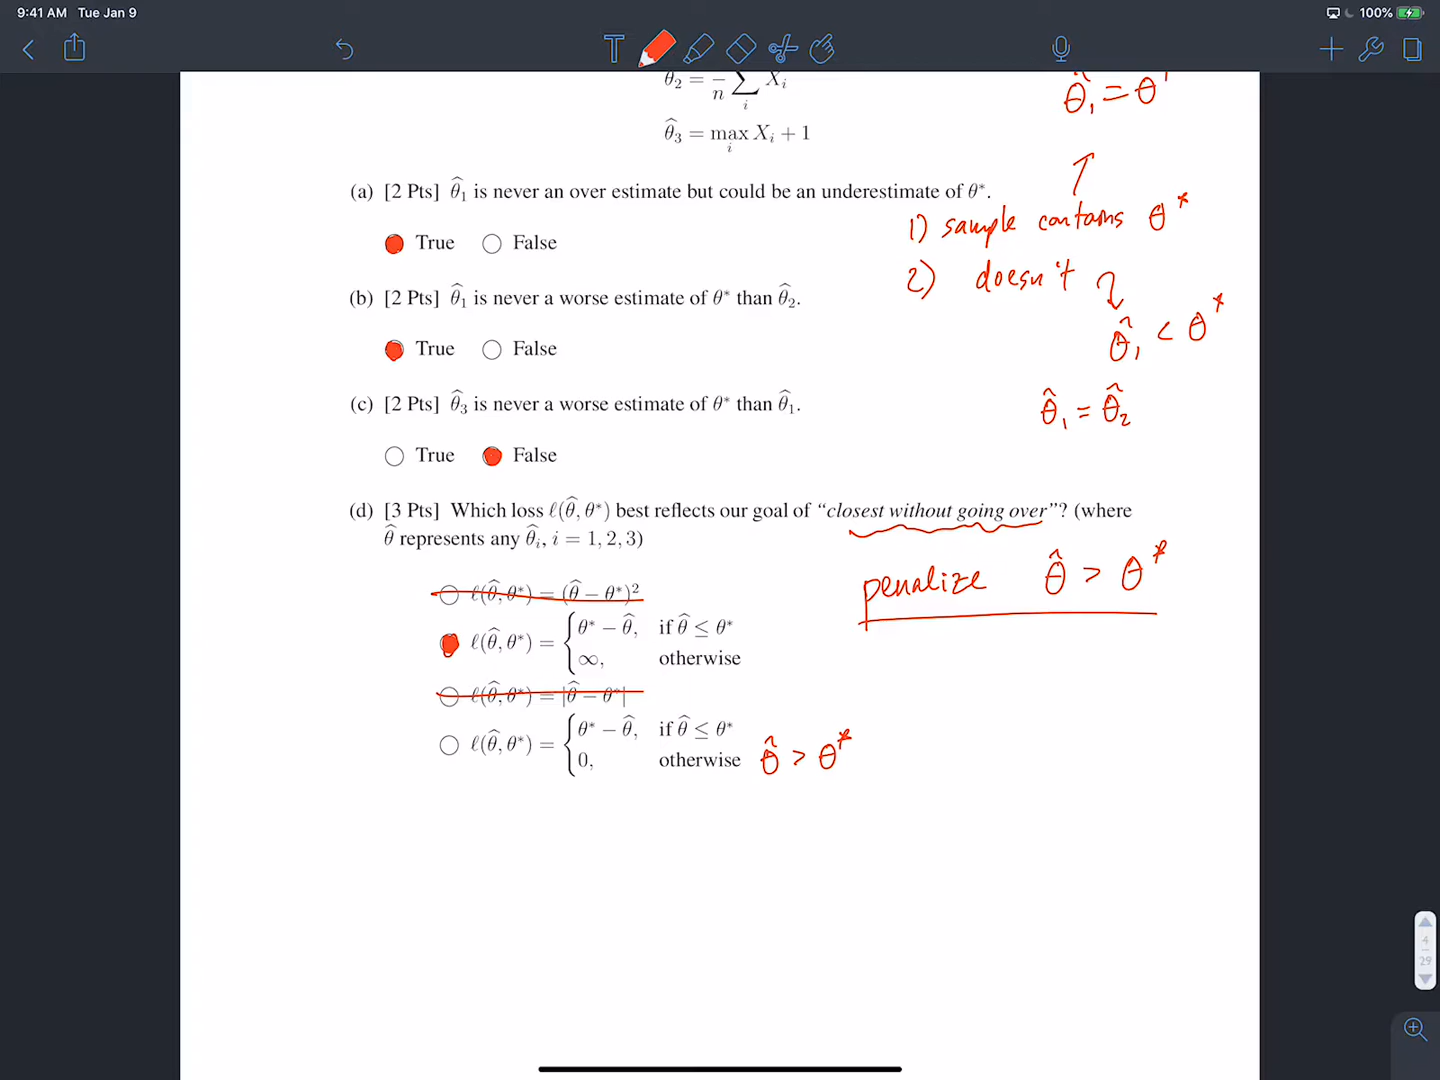 9:41 AM Tue Jan 9
100%
θ̂₂ = 1/n ∑ᵢ Xᵢ
θ̂₁ = θ*
θ̂₃ = maxᵢ Xᵢ + 1
(a) [2 Pts] θ̂₁ is never an over estimate but could be an underestimate of θ*.
1) sample contains θ*
True False
2) doesn't
(b) [2 Pts] θ̂₁ is never a worse estimate of θ* than θ̂₂.
θ̂₁ < θ*
True False
(c) [2 Pts] θ̂₃ is never a worse estimate of θ* than θ̂₁.
θ̂₁ = θ̂₂
True False
(d) [3 Pts] Which loss ℓ(θ̂, θ*) best reflects our goal of “closest without going over”? (where
θ̂ represents any θ̂ᵢ, i = 1, 2, 3)
penalize θ̂ > θ*
ℓ(θ̂, θ*) = (θ̂ − θ*)²
ℓ(θ̂, θ*) = { θ* − θ̂, if θ̂ ≤ θ*
∞, otherwise
ℓ(θ̂, θ*) = |θ̂ − θ*|
ℓ(θ̂, θ*) = { θ* − θ̂, if θ̂ ≤ θ*
0, otherwise θ̂ > θ*
4
29